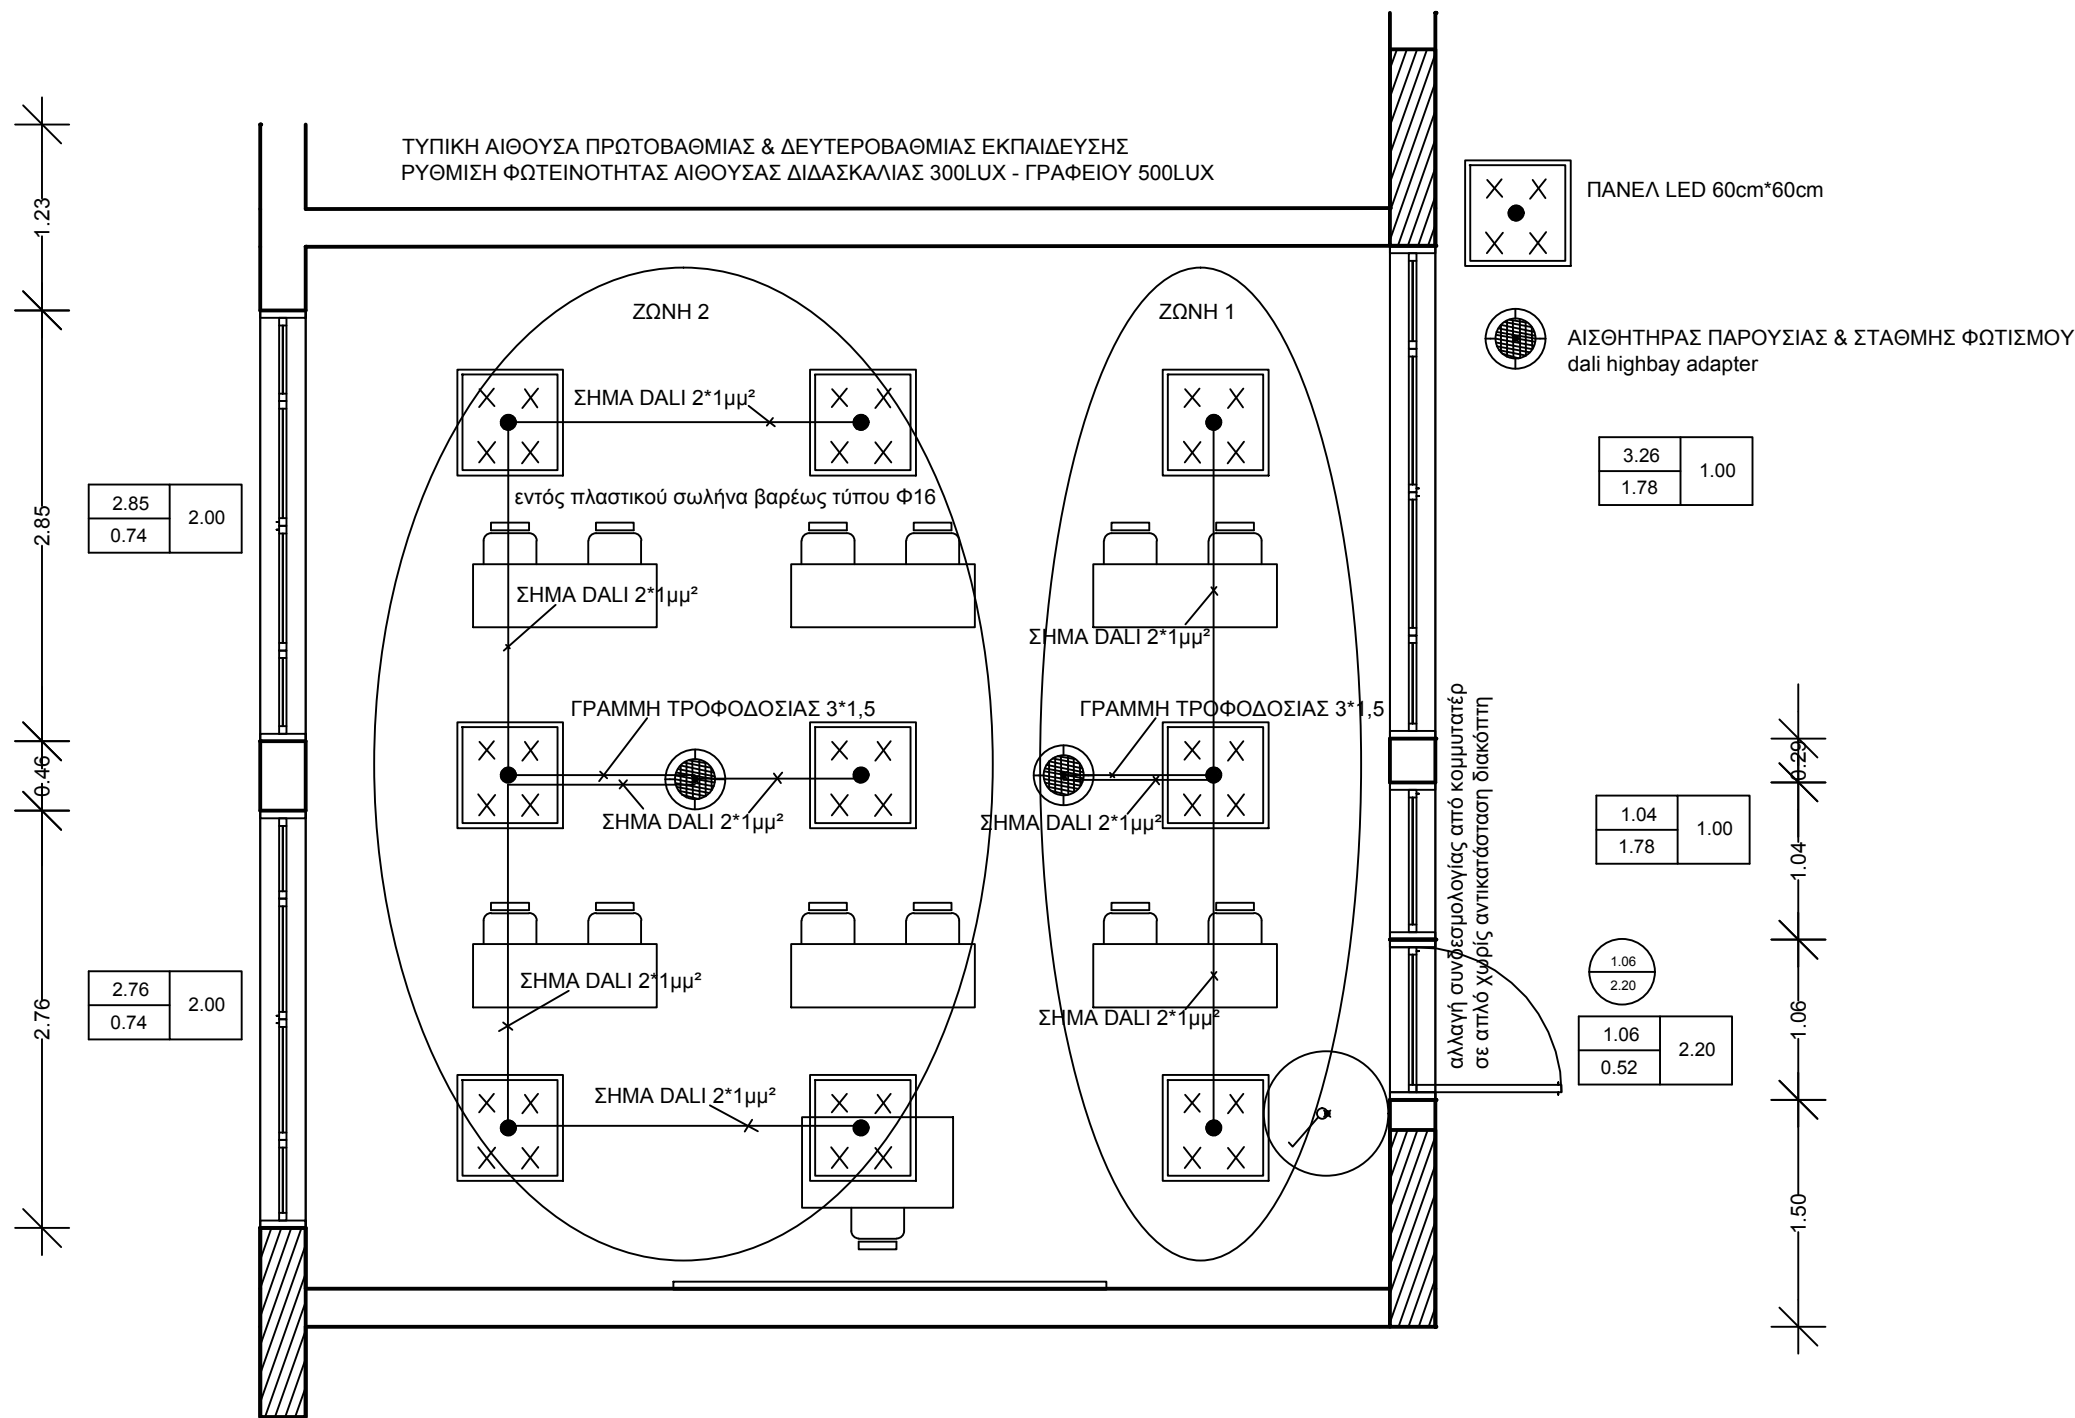 ΤΥΠΙΚΗ ΑΙΘΟΥΣΑ ΠΡΩΤΟΒΑΘΜΙΑΣ & ΔΕΥΤΕΡΟΒΑΘΜΙΑΣ ΕΚΠΑΙΔΕΥΣΗΣ
ΡΥΘΜΙΣΗ ΦΩΤΕΙΝΟΤΗΤΑΣ ΑΙΘΟΥΣΑΣ ΔΙΔΑΣΚΑΛΙΑΣ 300LUX - ΓΡΑΦΕΙΟΥ 500LUX
ΠΑΝΕΛ LED 60cm*60cm
ΑΙΣΘΗΤΗΡΑΣ ΠΑΡΟΥΣΙΑΣ & ΣΤΑΘΜΗΣ ΦΩΤΙΣΜΟΥ
dali highbay adapter
1.23
2.85
0.46
2.76
2.85
0.74
2.00
2.76
0.74
2.00
ΖΩΝΗ 2
ΣΗΜΑ DALI 2*1μμ²
εντός πλαστικού σωλήνα βαρέως τύπου Φ16
ΣΗΜΑ DALI 2*1μμ²
ΓΡΑΜΜΗ ΤΡΟΦΟΔΟΣΙΑΣ 3*1,5
ΣΗΜΑ DALI 2*1μμ²
ΣΗΜΑ DALI 2*1μμ²
ΣΗΜΑ DALI 2*1μμ²
ΖΩΝΗ 1
ΣΗΜΑ DALI 2*1μμ²
ΓΡΑΜΜΗ ΤΡΟΦΟΔΟΣΙΑΣ 3*1,5
ΣΗΜΑ DALI 2*1μμ²
ΣΗΜΑ DALI 2*1μμ²
αλλαγή συνδεσμολογίας από κομμυτατέρ
σε απλό χωρίς αντικατάσταση διακόπτη
3.26
1.78
1.00
1.04
1.78
1.00
1.06
2.20
1.06
0.52
2.20
0.29
1.04
1.06
1.50